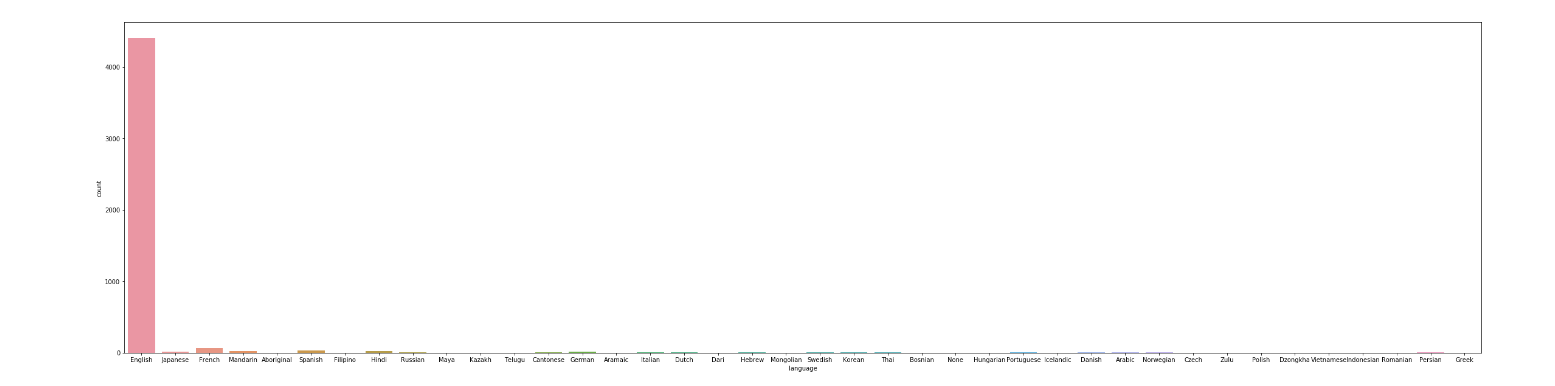 4000
3000
2000
1000
0
count
English Japanese French Mandarin Aboriginal Spanish Filipino Hindi Russian Maya Kazakh Telugu Cantonese German Aramaic Italian Dutch Dari Hebrew Mongolian Swedish Korean Thai Bosnian None Hungarian Portuguese Icelandic Danish Arabic Norwegian Czech Zulu Polish Dzongkha Vietnamese Indonesian Romanian Persian Greek
language